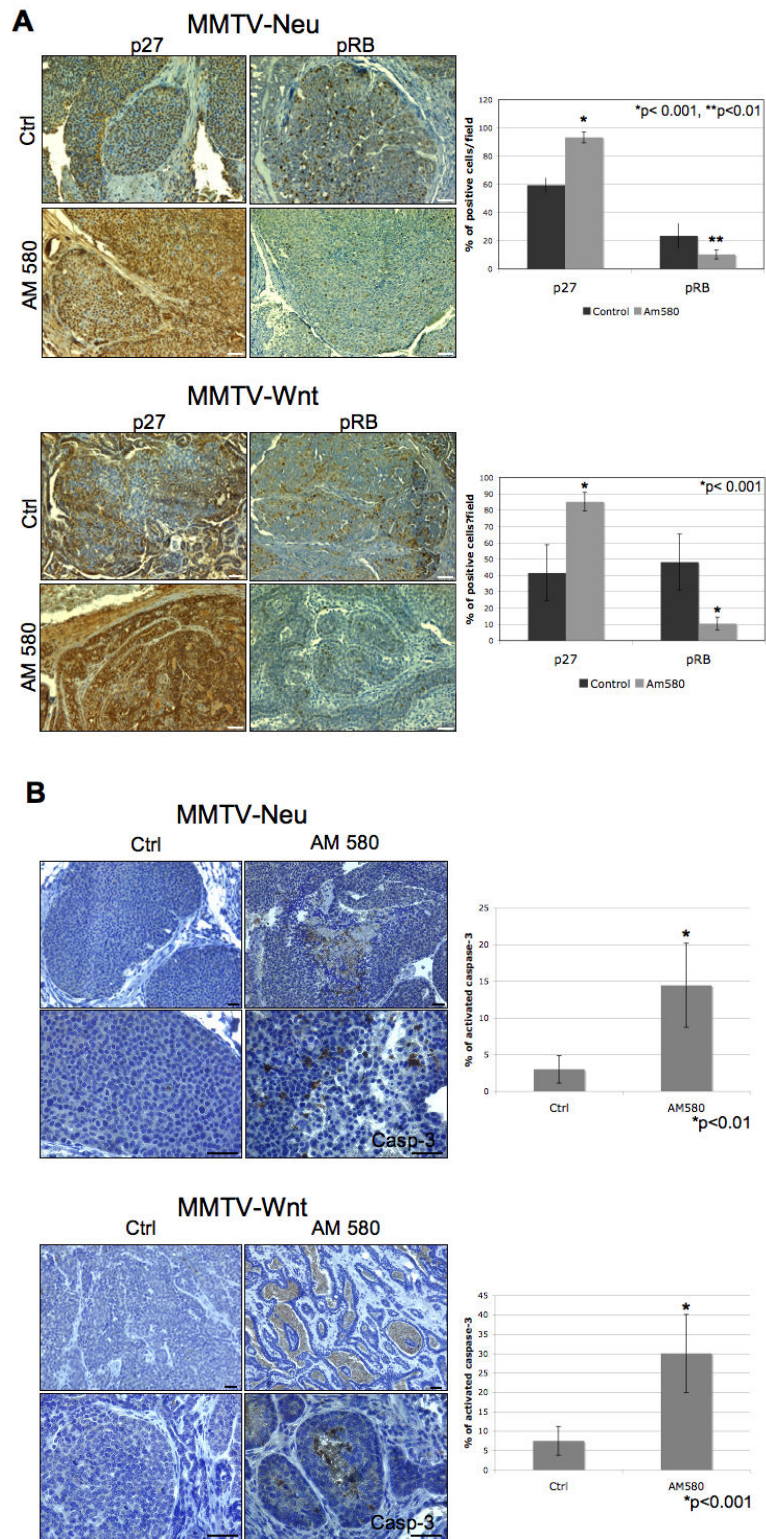 A
MMTV-Neu
p27 pRB
Ctrl
AM 580
*p< 0.001, **p<0.01
% of positive cells/field
120
100
80
60
40
20
0
*
**
p27 pRB
Control Am580
MMTV-Wnt
p27 pRB
Ctrl
AM 580
*p< 0.001
% of positive cells?field
100
90
80
70
60
50
40
30
20
10
0
*
*
p27 pRB
Control Am580
B
MMTV-Neu
Ctrl AM 580
Casp-3
% of activated caspase-3
25
20
15
10
5
0
*
Ctrl AM580
*p<0.01
MMTV-Wnt
Ctrl AM 580
Casp-3
% of activated caspase-3
45
40
35
30
25
20
15
10
5
0
*
Ctrl AM580
*p<0.001